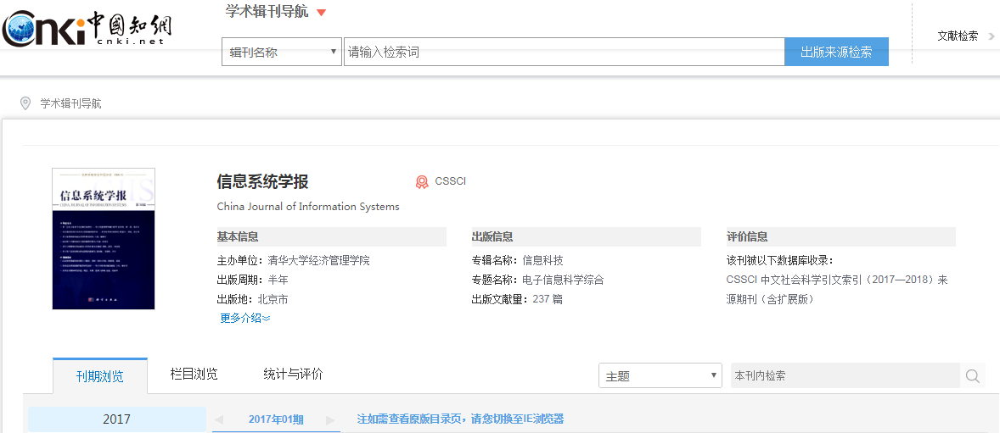 Cnki中國知網
cnki.net
学术辑刊导航
辑刊名称
请输入检索词
出版来源检索
文献检索
学术辑刊导航
信息系统学报
CHINA JOURNAL OF INFORMATION SYSTEMS
信息系统学报
CSSCI
China Journal of Information Systems
基本信息
出版信息
评价信息
主办单位：清华大学经济管理学院
专辑名称：信息科技
该刊被以下数据库收录：
出版周期：半年
专题名称：电子信息科学综合
CSSCI 中文社会科学引文索引（2017—2018）来
出版地：北京市
出版文献量：237 篇
源期刊（含扩展版）
更多介绍
刊期浏览
栏目浏览
统计与评价
主题
本刊内检索
2017
2017年01期
注如需查看原版目录页，请您切换至IE浏览器